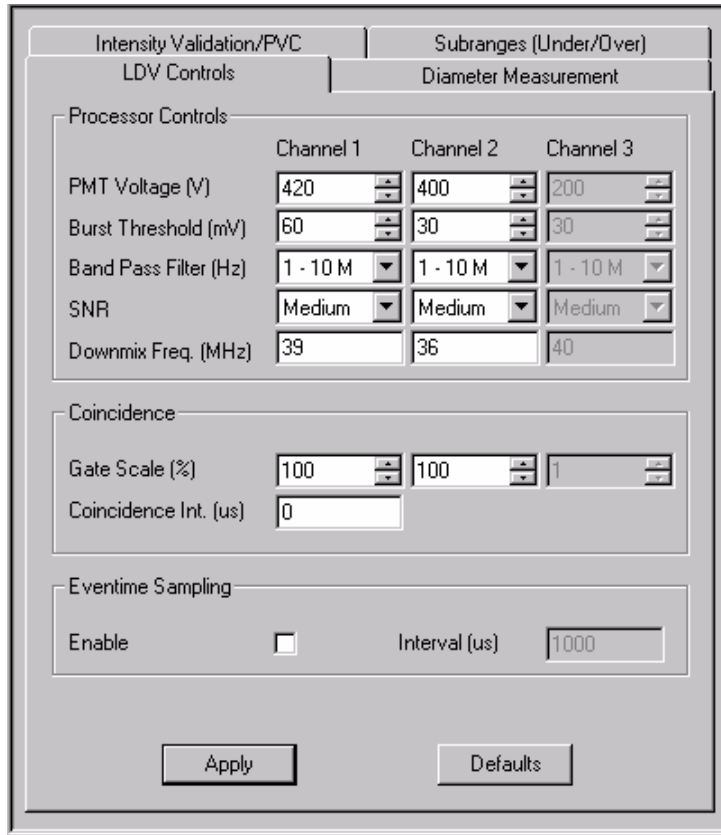 Intensity Validation/PVC Subranges (Under/Over)
LDV Controls Diameter Measurement
Processor Controls
Channel 1 Channel 2 Channel 3
PMT Voltage (V) 420 400 200
Burst Threshold (mV) 60 30 30
Band Pass Filter (Hz) 1 - 10 M 1 - 10 M 1 - 10 M
SNR Medium Medium Medium
Downmix Freq. (MHz) 39 36 40
Coincidence
Gate Scale (%) 100 100 1
Coincidence Int. (us) 0
Eventime Sampling
Enable Interval (us) 1000
Apply Defaults